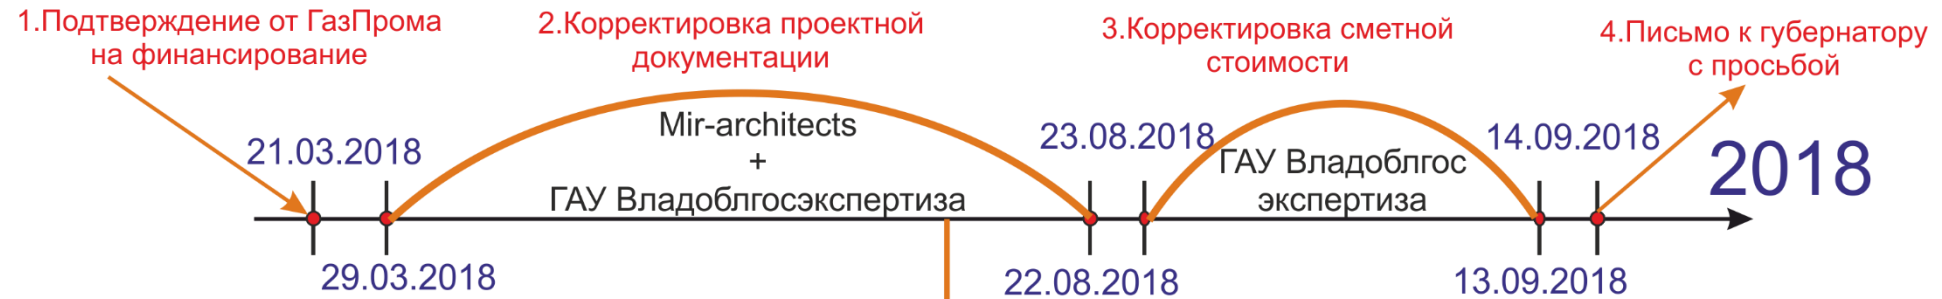 1.Подтверждение от ГазПрома
на финансирование
2.Корректировка проектной
документации
3.Корректировка сметной
стоимости
4.Письмо к губернатору
с просьбой
21.03.2018
Mir-architects
+
ГАУ Владоблгосэкспертиза
23.08.2018
ГАУ Владоблгос
экспертиза
14.09.2018
2018
29.03.2018
22.08.2018
13.09.2018